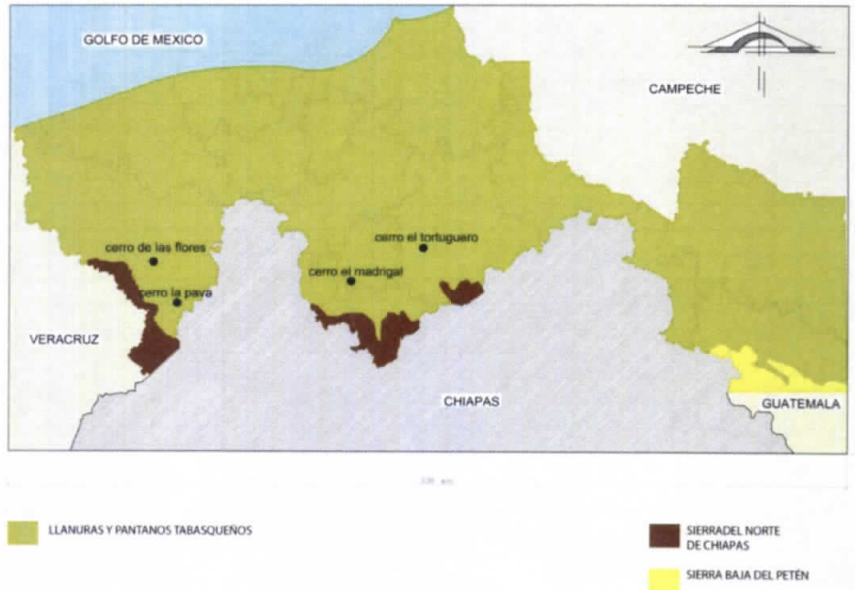 GOLFO DE MEXICO
CAMPECHE
cerro de las flores
cerro el tortuguero
cerro el madrigal
cerro la pava
VERACRUZ
CHIAPAS
GUATEMALA
LLANURAS Y PANTANOS TABASQUEÑOS
SIERRADEL NORTE
DE CHIAPAS
SIERRA BAJA DEL PETÉN